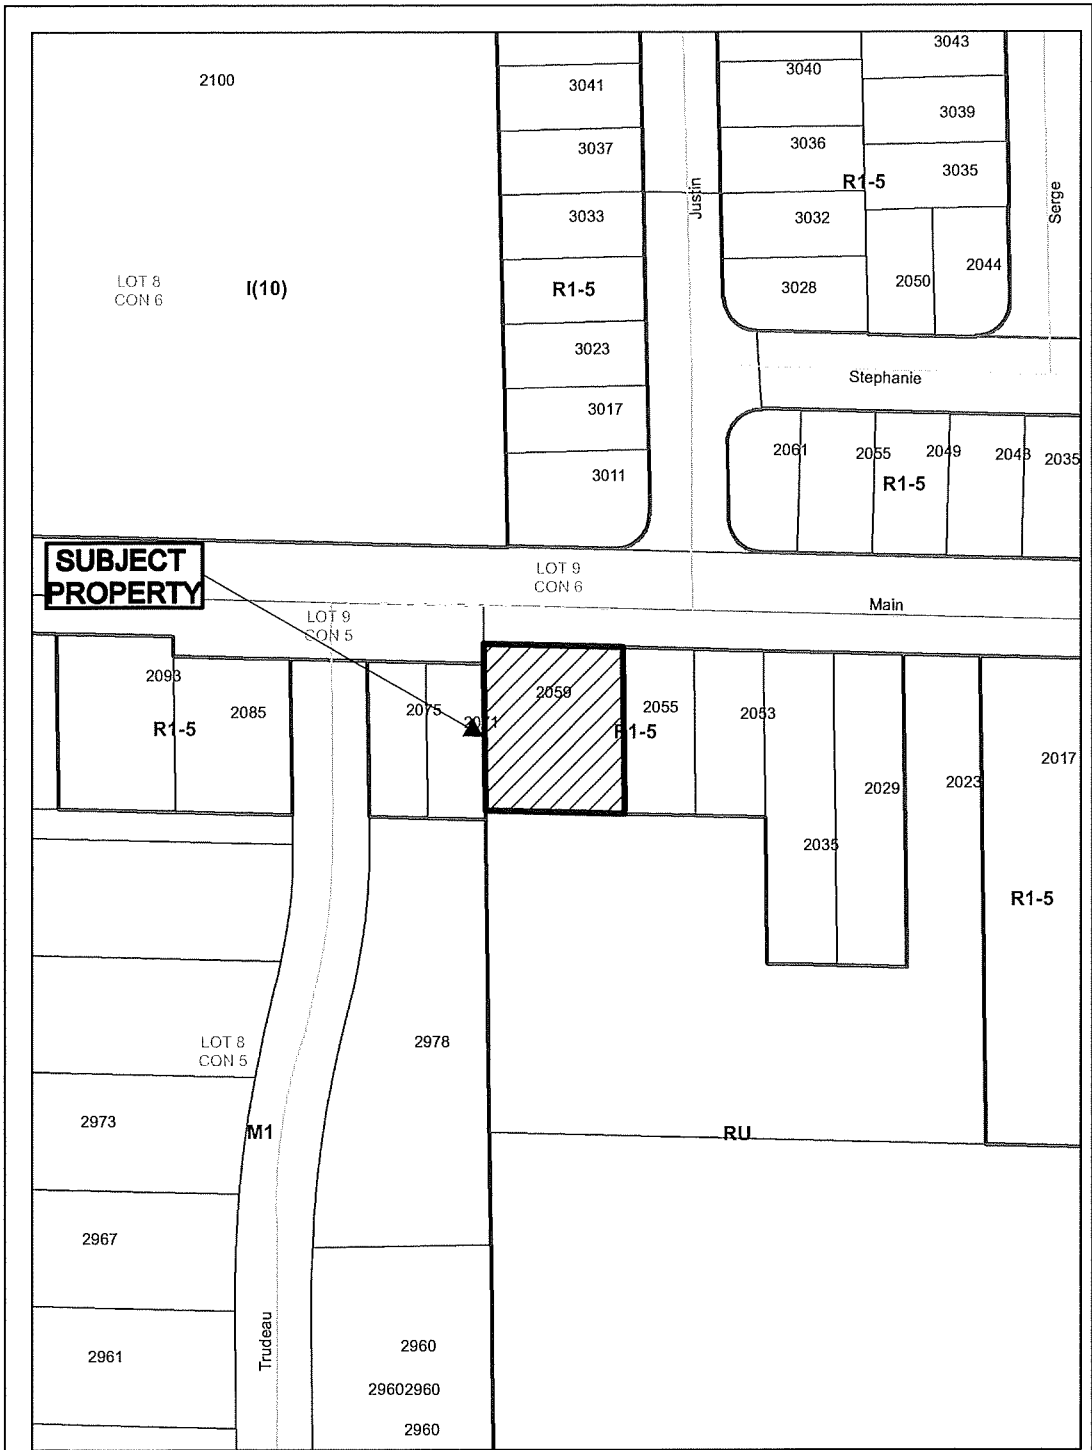 2100
3041
3037
3033
R1-5
3023
3017
3011
LOT 8
CON 6
I(10)
Justin
3040
3036
3032
3028
R1-5
3043
3039
3035
2050
2044
Serge
Stephanie
2061
2055
2049
2043
2035
R1-5
SUBJECT
PROPERTY
LOT 9
CON 6
Main
LOT 9
CON 5
2093
R1-5
2085
2075
2071
2059
2055
R1-5
2053
2035
2029
2023
2017
R1-5
LOT 8
CON 5
2978
2973
M1
RU
2967
2961
Trudeau
2960
29602960
2960